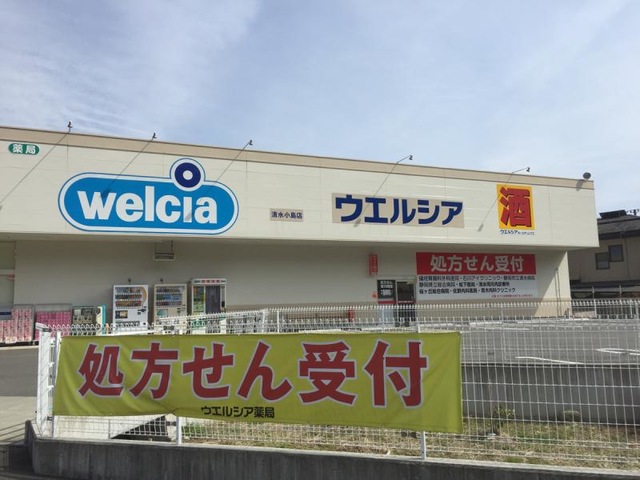 薬局
welcia
清水小島店
ウエルシア
酒
処方せん受付
処方せん受付
ウエルシア薬局